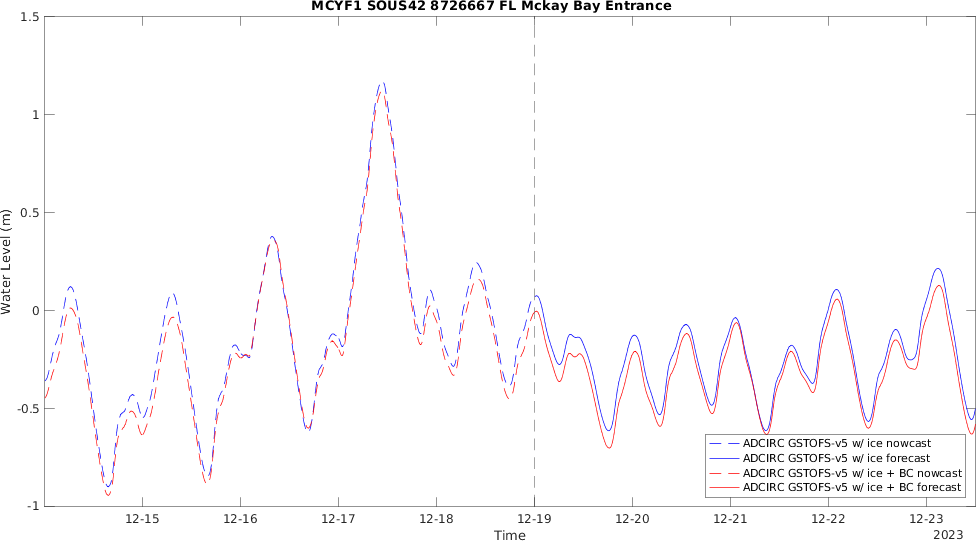 MCYF1 SOUS42 8726667 FL Mckay Bay Entrance
1.5
1
0.5
0
-0.5
-1
Water Level (m)
12-15 12-16 12-17 12-18 12-19 12-20 12-21 12-22 12-23
Time
2023
ADCIRC GSTOFS-v5 w/ ice nowcast
ADCIRC GSTOFS-v5 w/ ice forecast
ADCIRC GSTOFS-v5 w/ ice + BC nowcast
ADCIRC GSTOFS-v5 w/ ice + BC forecast